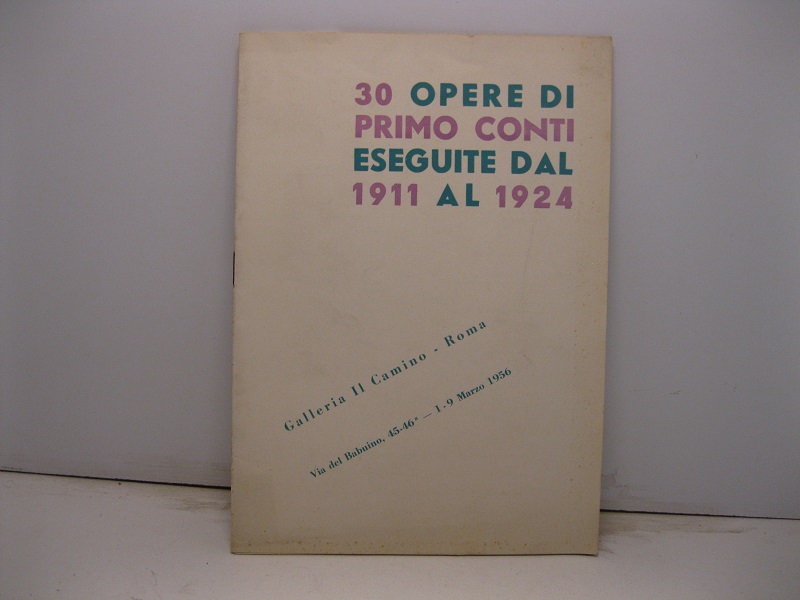 30 OPERE DI
PRIMO CONTI
ESEGUITE DAL
1911 AL 1924
Galleria Il Camino - Roma
Via del Babuino, 45-46ª — 1-9 Marzo 1956